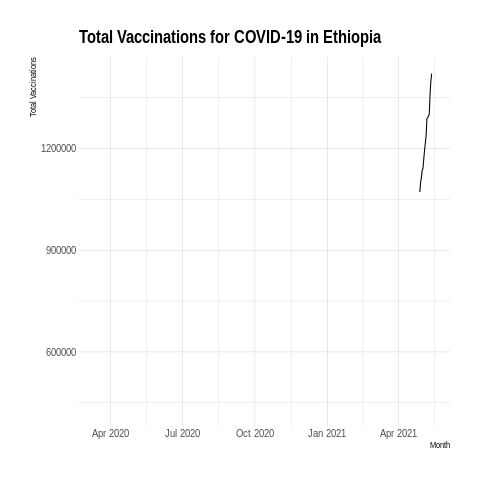 Total Vaccinations for COVID-19 in Ethiopia
Total Vaccinations
1200000
900000
600000
Apr 2020 Jul 2020 Oct 2020 Jan 2021 Apr 2021
Month